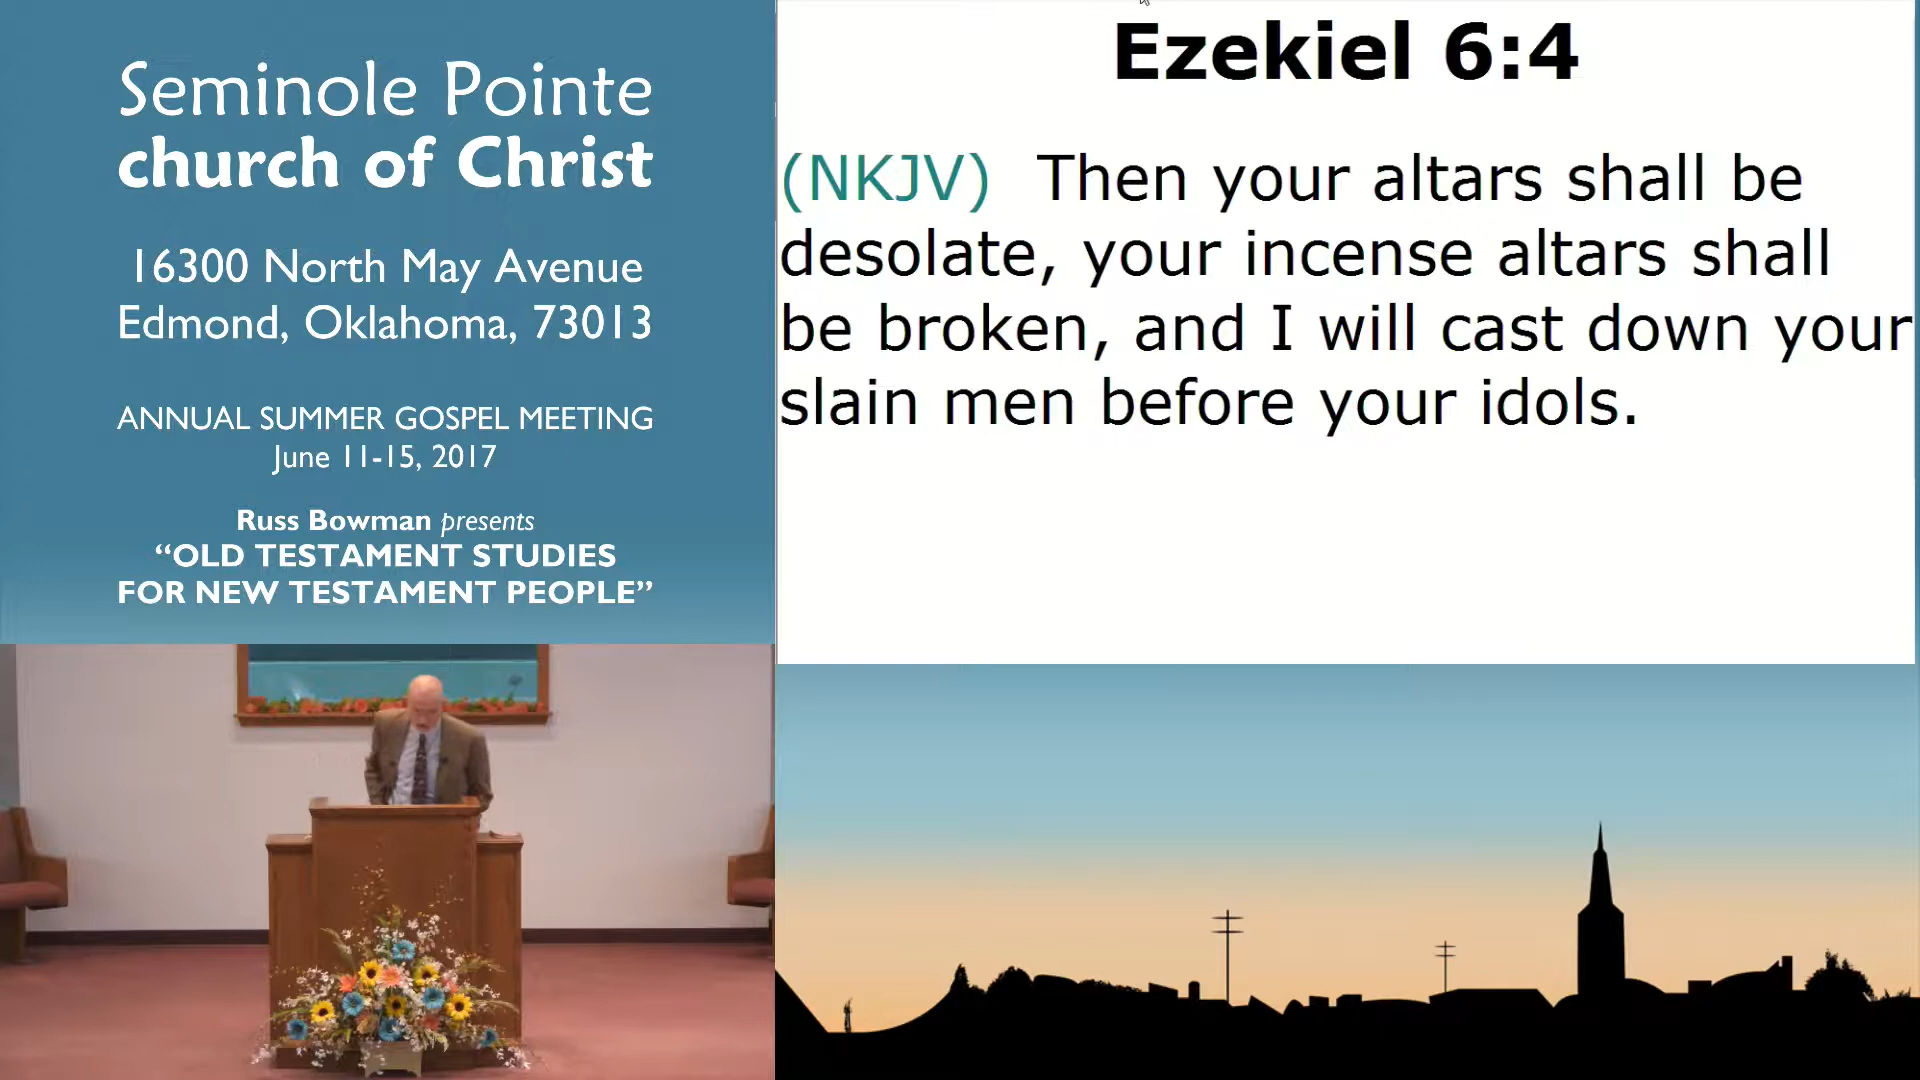 Seminole Pointe
church of Christ
16300 North May Avenue
Edmond, Oklahoma, 73013
ANNUAL SUMMER GOSPEL MEETING
June 11-15, 2017
Russ Bowman presents
“OLD TESTAMENT STUDIES
FOR NEW TESTAMENT PEOPLE”
Ezekiel 6:4
(NKJV) Then your altars shall be
desolate, your incense altars shall
be broken, and I will cast down your
slain men before your idols.